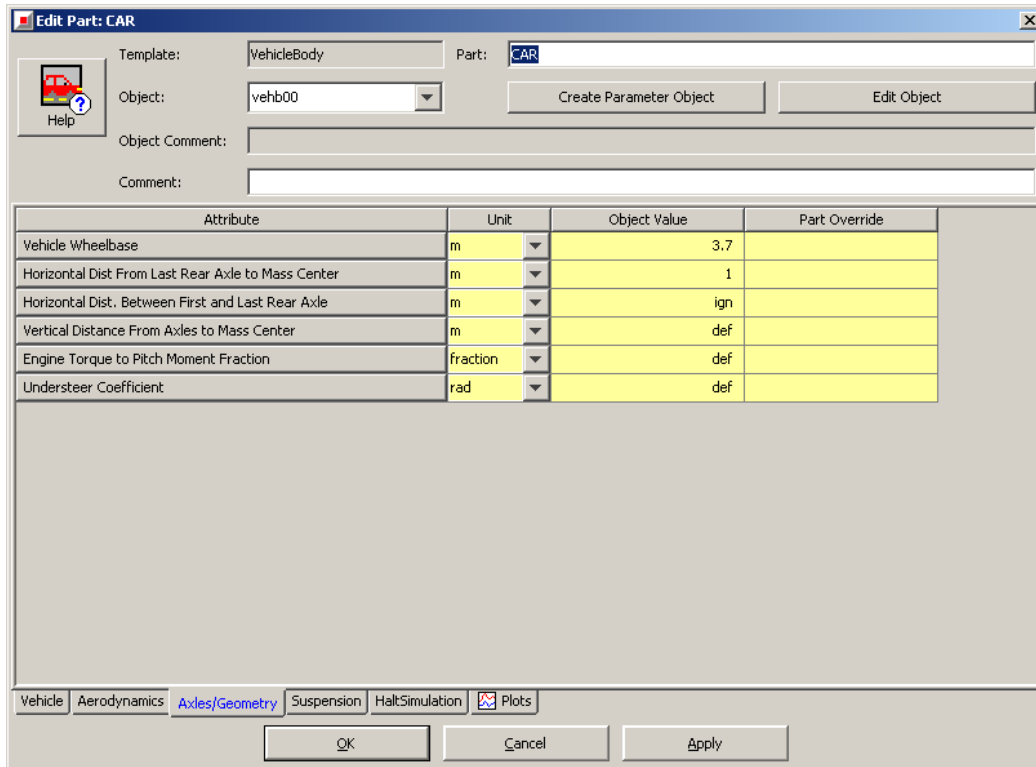 Edit Part: CAR
Template: VehicleBody Part: CAR
Help
Object: vehb00 Create Parameter Object Edit Object
Object Comment:
Comment:
Attribute Unit Object Value Part Override
Vehicle Wheelbase m 3.7
Horizontal Dist From Last Rear Axle to Mass Center m 1
Horizontal Dist. Between First and Last Rear Axle m ign
Vertical Distance From Axles to Mass Center m def
Engine Torque to Pitch Moment Fraction fraction def
Understeer Coefficient rad def
Vehicle Aerodynamics Axles/Geometry Suspension HaltSimulation Plots
OK Cancel Apply